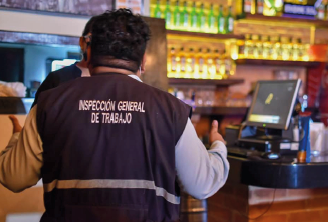 INSPECCIÓN GENERAL
DE TRABAJO